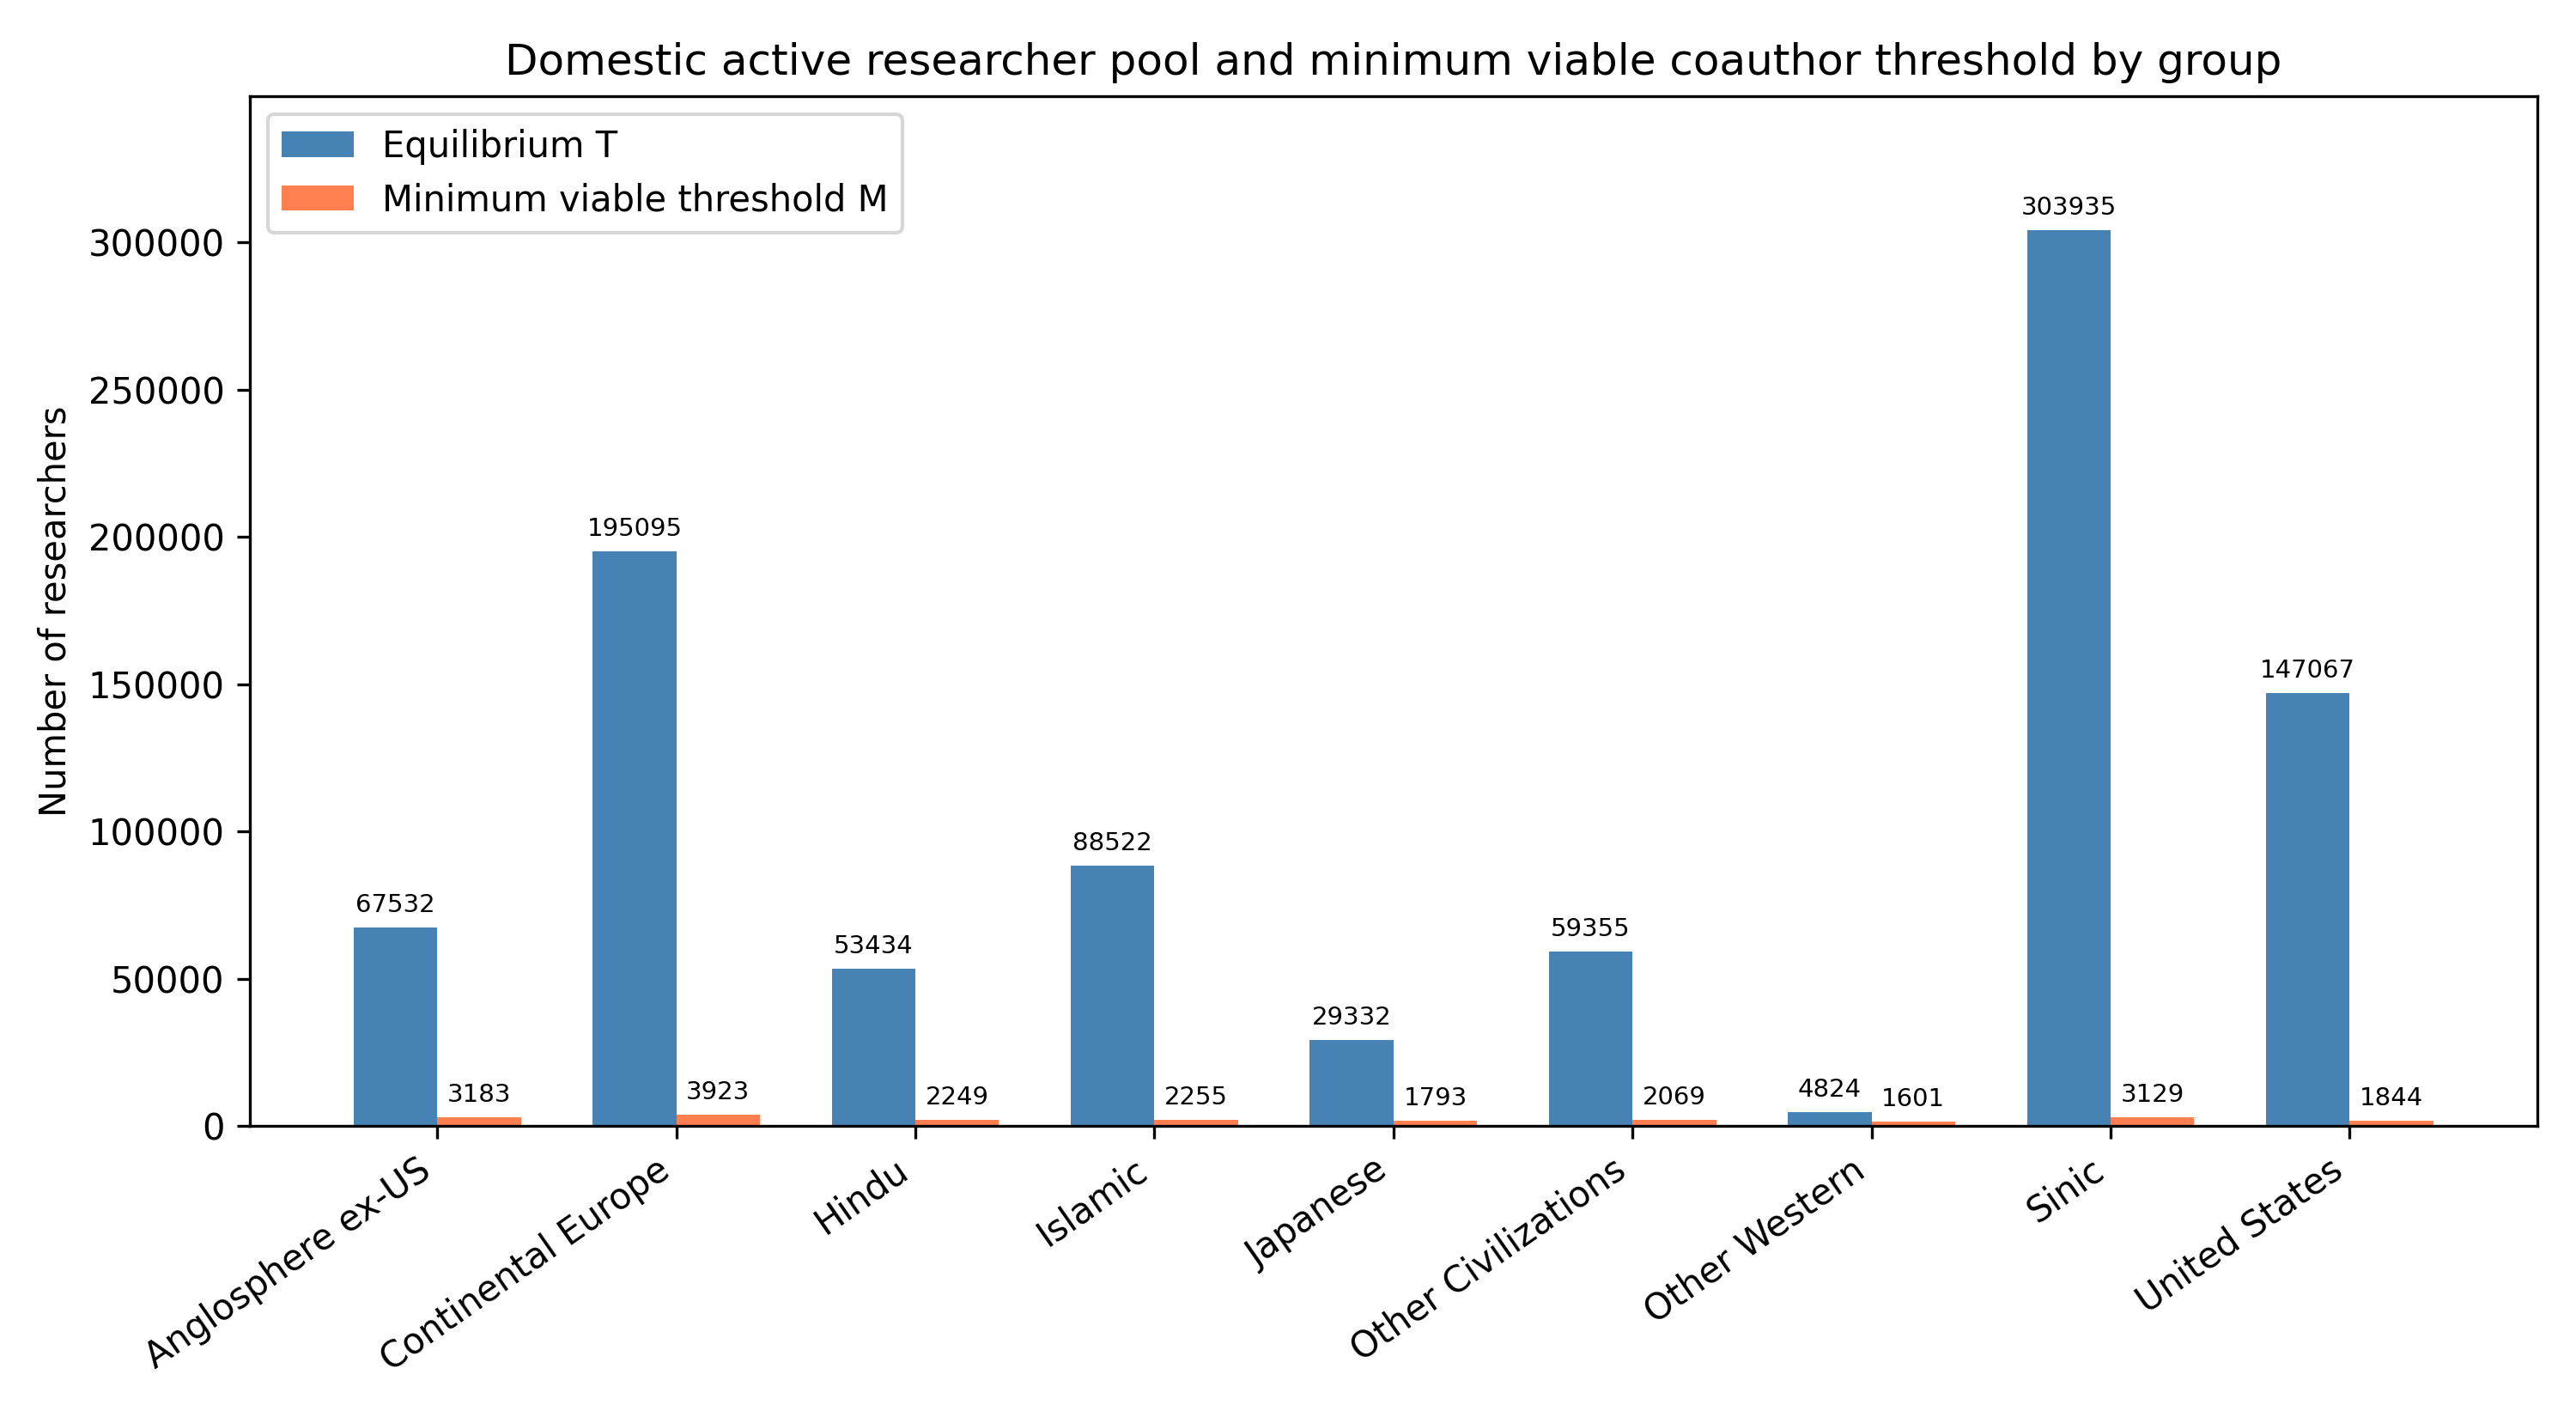 Domestic active researcher pool and minimum viable coauthor threshold by group
Equilibrium T
Minimum viable threshold M
Number of researchers
300000
250000
200000
150000
100000
50000
0
67532
3183
195095
3923
53434
2249
88522
2255
29332
1793
59355
2069
4824
1601
303935
3129
147067
1844
Anglosphere ex-US
Continental Europe
Hindu
Islamic
Japanese
Other Civilizations
Other Western
Sinic
United States